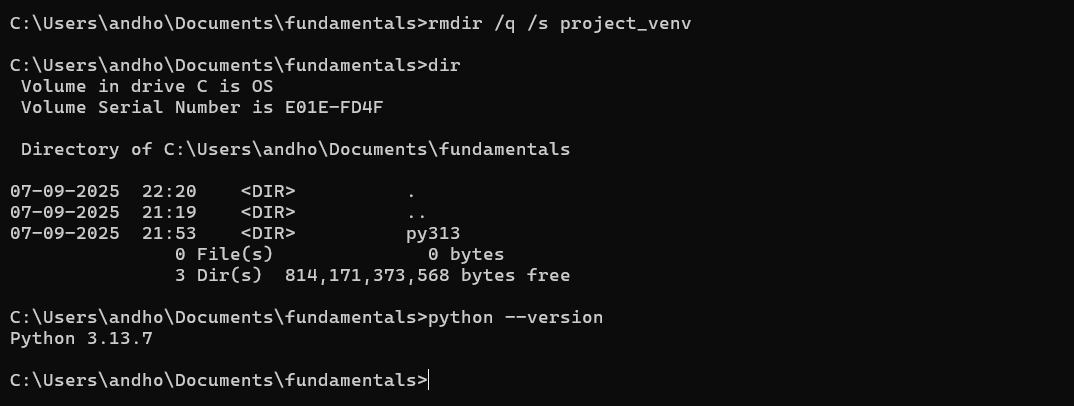 C:\Users\andho\Documents\fundamentals>rmdir /q /s project_venv
C:\Users\andho\Documents\fundamentals>dir
 Volume in drive C is OS
 Volume Serial Number is E01E-FD4F
 Directory of C:\Users\andho\Documents\fundamentals
07-09-2025  22:20    <DIR>          .
07-09-2025  21:19    <DIR>          ..
07-09-2025  21:53    <DIR>          py313
               0 File(s)              0 bytes
               3 Dir(s)  814,171,373,568 bytes free
C:\Users\andho\Documents\fundamentals>python --version
Python 3.13.7
C:\Users\andho\Documents\fundamentals>